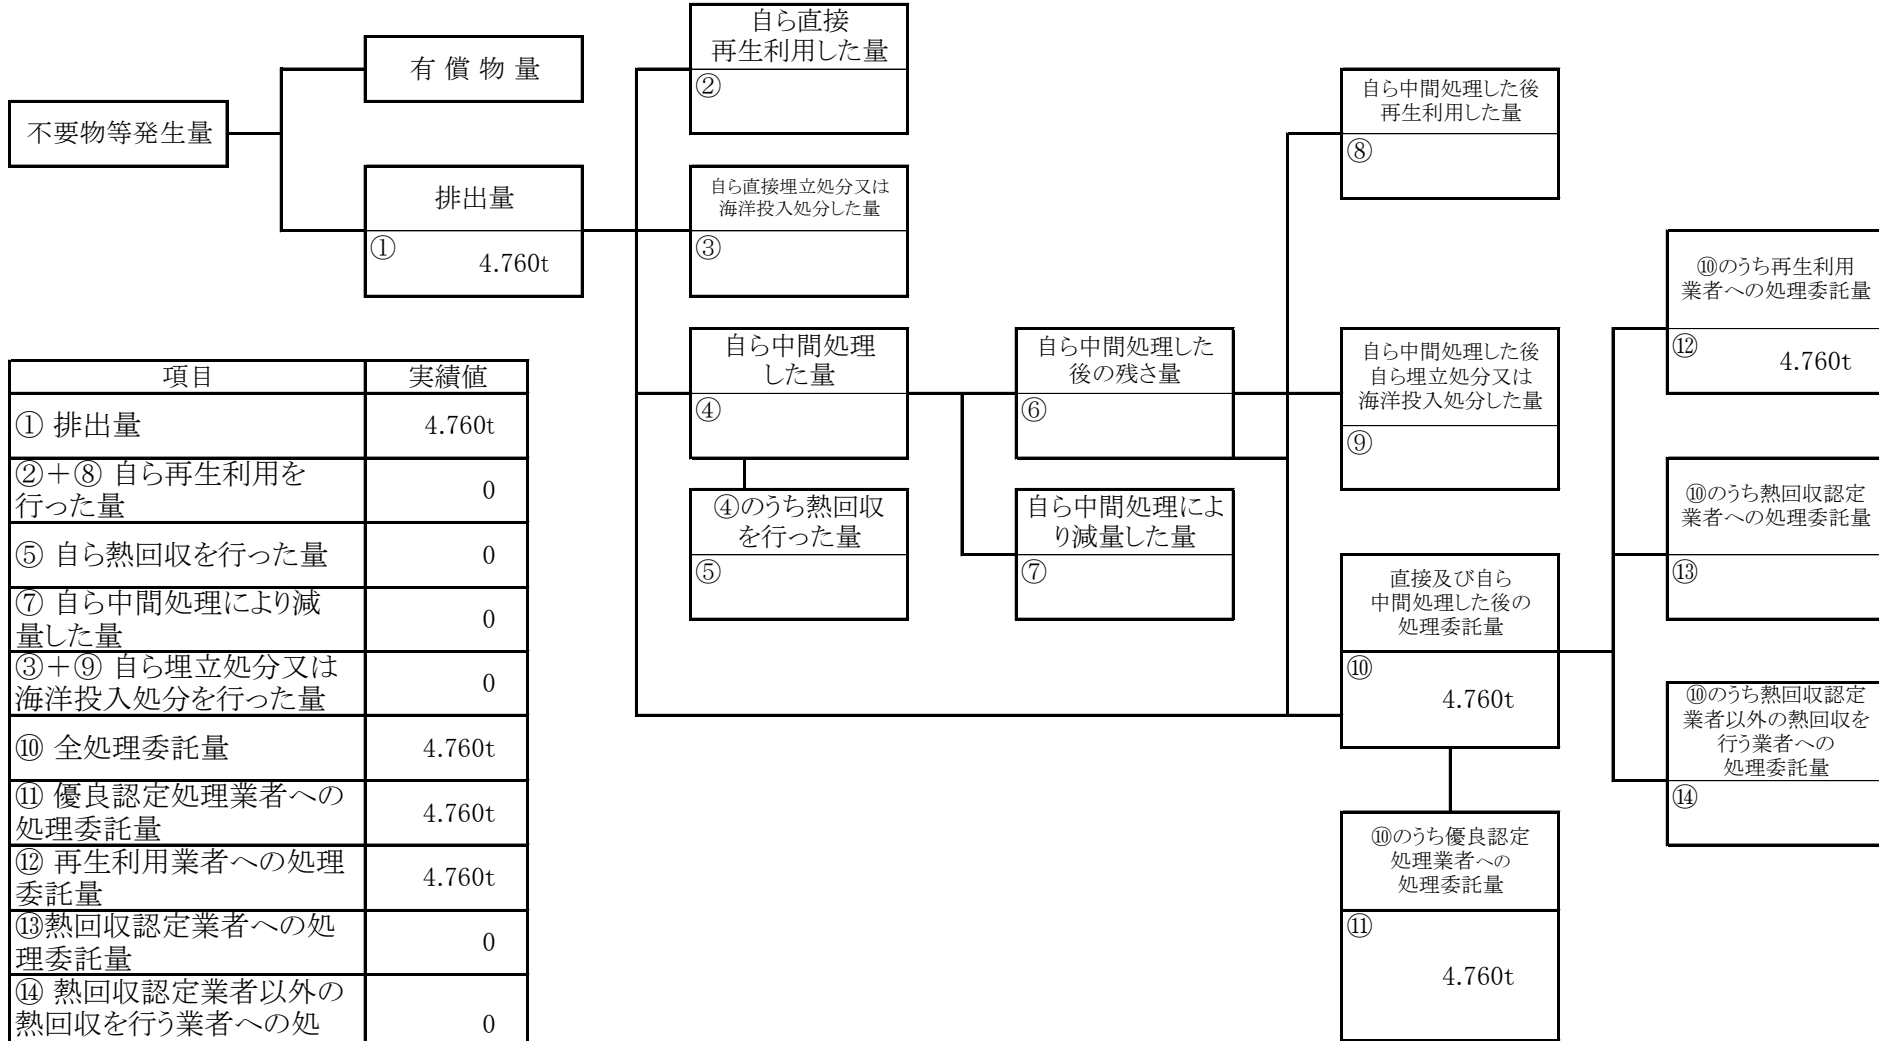 不要物等発生量
有 償 物 量
排出量
①
4.760t
自ら直接
再生利用した量
②
自ら直接埋立処分又は
海洋投入処分した量
③
自ら中間処理
した量
④
④のうち熱回収
を行った量
⑤
自ら中間処理した
後の残さ量
⑥
自ら中間処理によ
り減量した量
⑦
自ら中間処理した後
再生利用した量
⑧
自ら中間処理した後
自ら埋立処分又は
海洋投入処分した量
⑨
直接及び自ら
中間処理した後の
処理委託量
⑩
4.760t
⑩のうち優良認定
処理業者への
処理委託量
⑪
4.760t
⑩のうち再生利用
業者への処理委託量
⑫
4.760t
⑩のうち熱回収認定
業者への処理委託量
⑬
⑩のうち熱回収認定
業者以外の熱回収を
行う業者への
処理委託量
⑭
項目 実績値
① 排出量 4.760t
②＋⑧ 自ら再生利用を
行った量 0
⑤ 自ら熱回収を行った量 0
⑦ 自ら中間処理により減
量した量 0
③＋⑨ 自ら埋立処分又は
海洋投入処分を行った量 0
⑩ 全処理委託量 4.760t
⑪ 優良認定処理業者への
処理委託量 4.760t
⑫ 再生利用業者への処理
委託量 4.760t
⑬熱回収認定業者への処
理委託量 0
⑭ 熱回収認定業者以外の
熱回収を行う業者への処 0